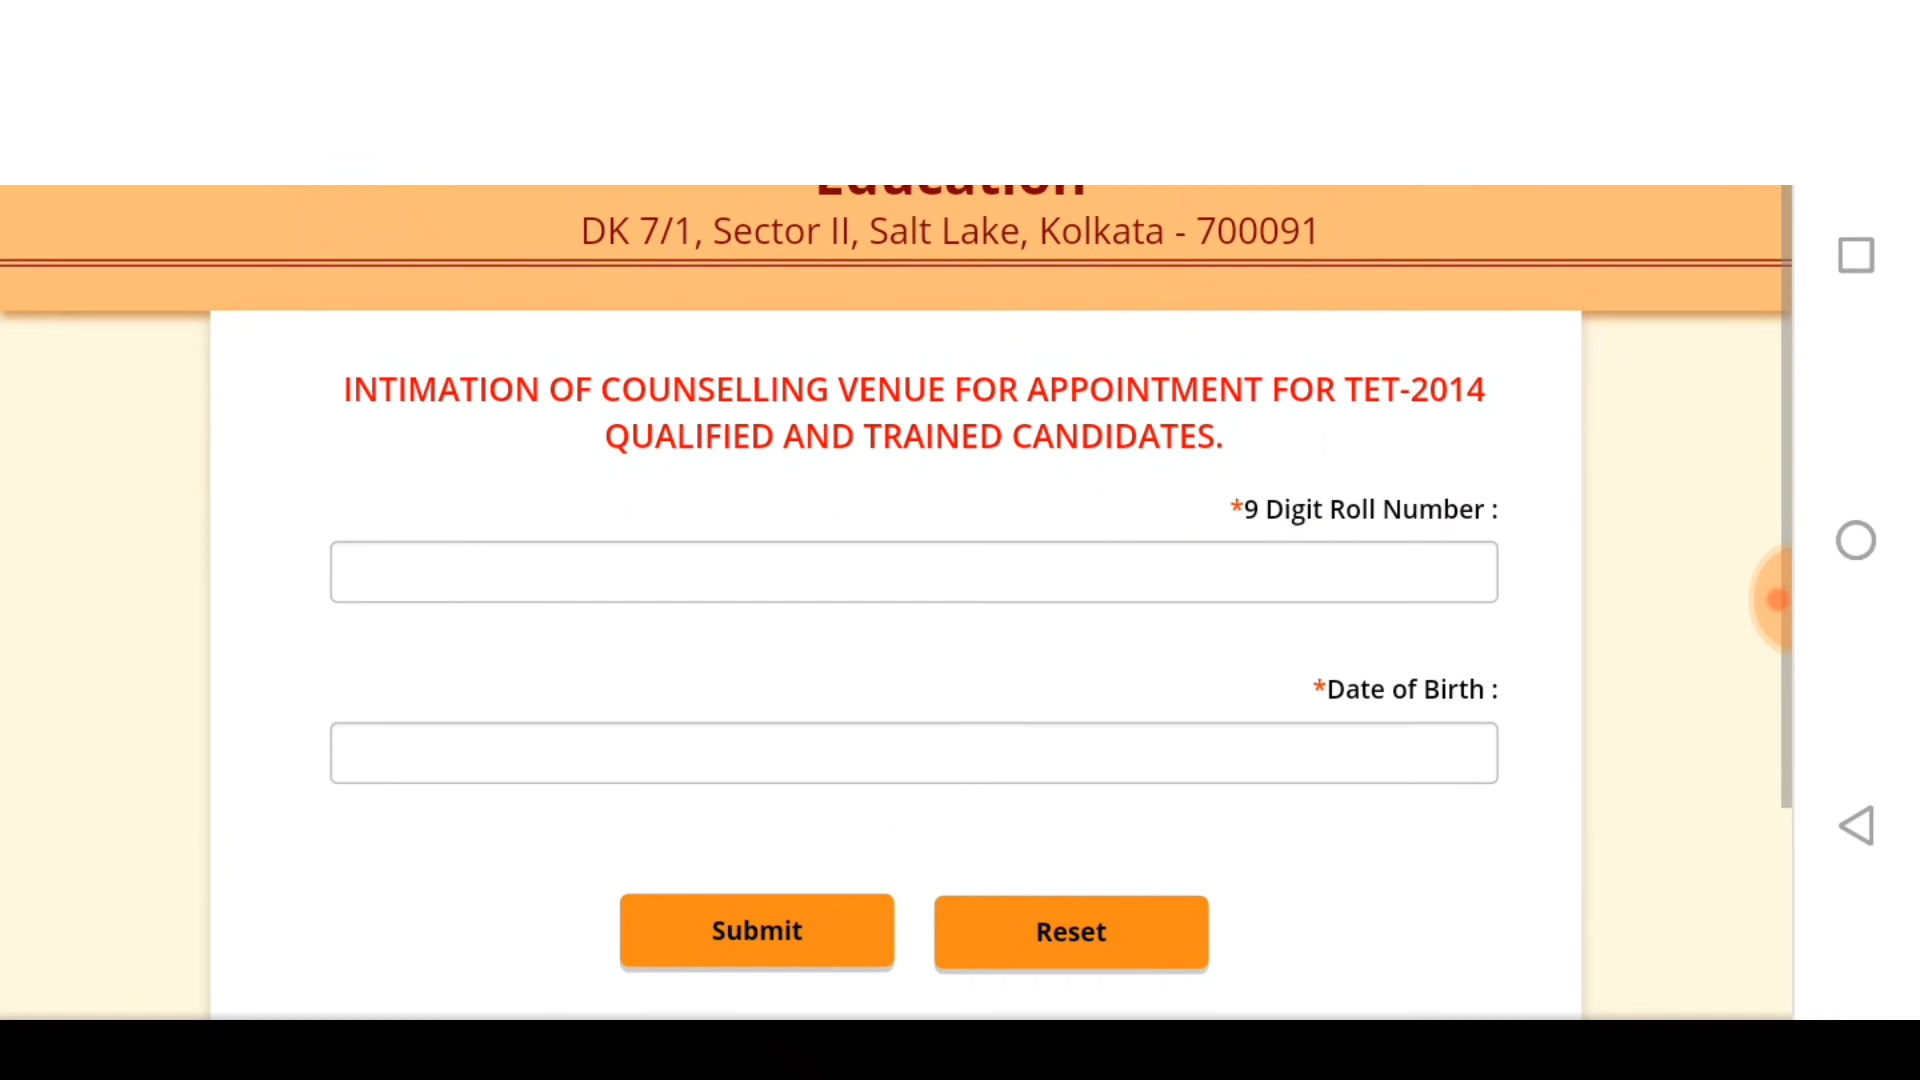 Education
DK 7/1, Sector II, Salt Lake, Kolkata - 700091
INTIMATION OF COUNSELLING VENUE FOR APPOINTMENT FOR TET-2014
QUALIFIED AND TRAINED CANDIDATES.
*9 Digit Roll Number :
*Date of Birth :
Submit
Reset